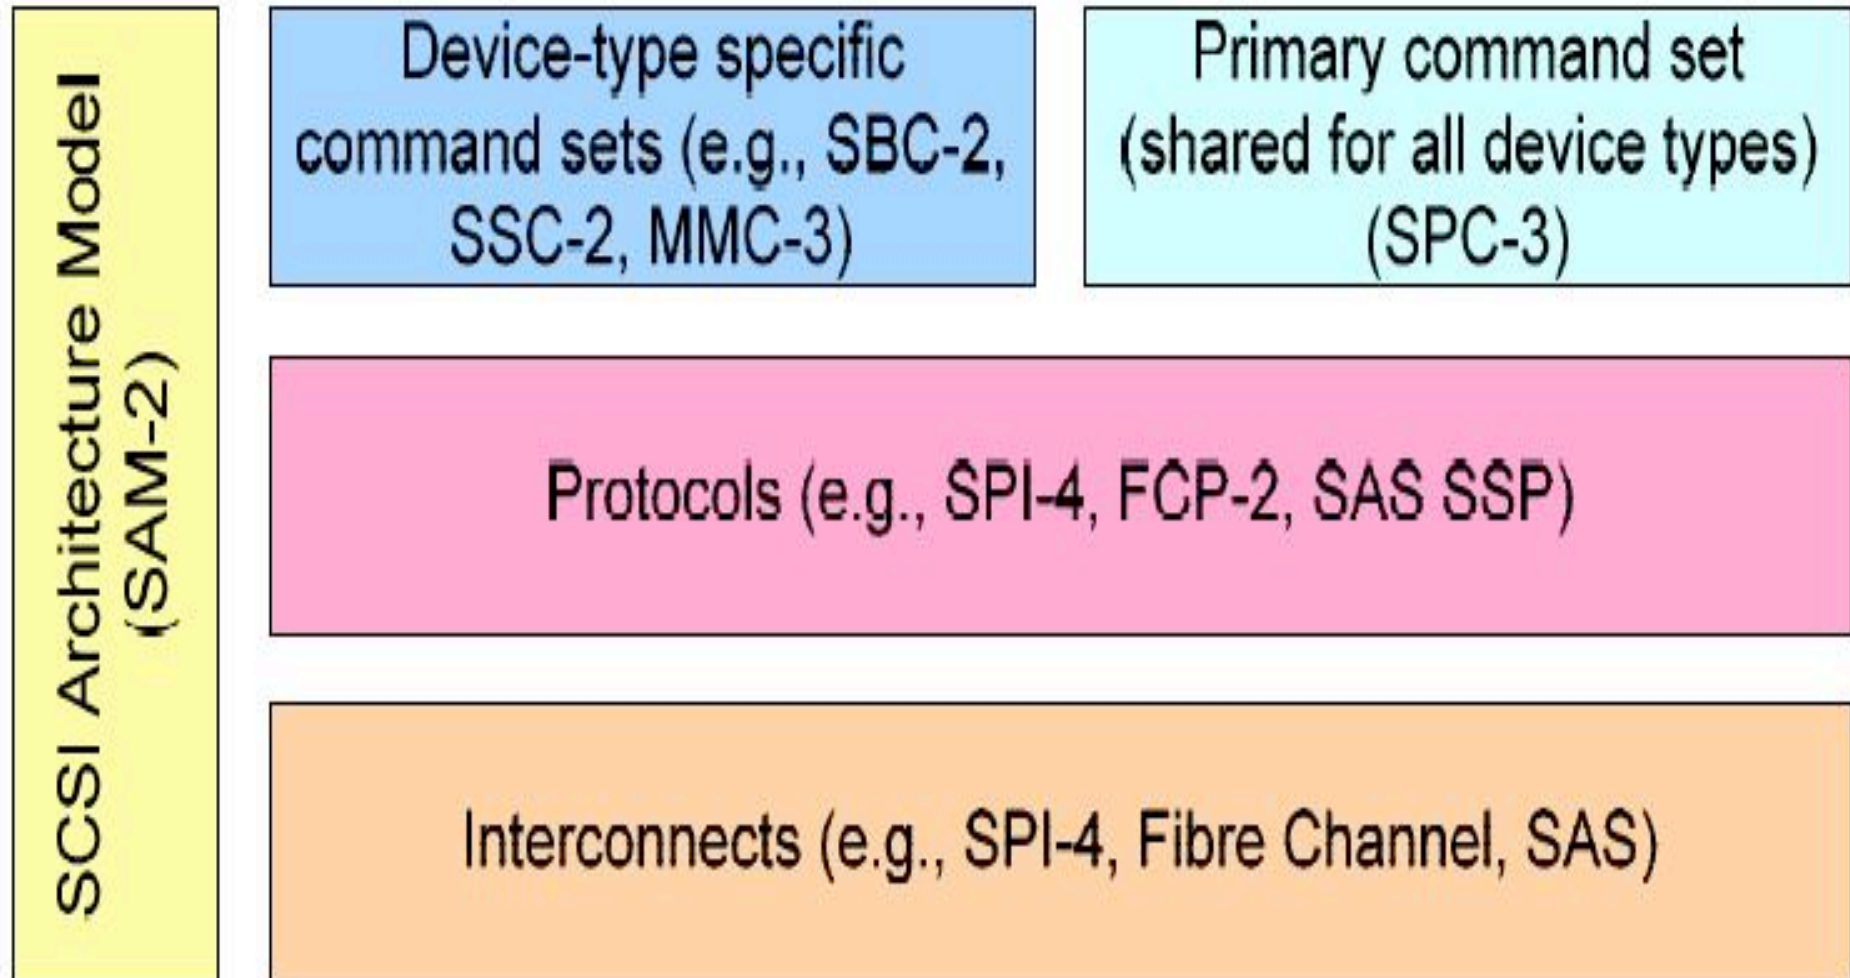 SCSI Architecture Model
(SAM-2)
Device-type specific
command sets (e.g., SBC-2,
SSC-2, MMC-3)
Primary command set
(shared for all device types)
(SPC-3)
Protocols (e.g., SPI-4, FCP-2, SAS SSP)
Interconnects (e.g., SPI-4, Fibre Channel, SAS)